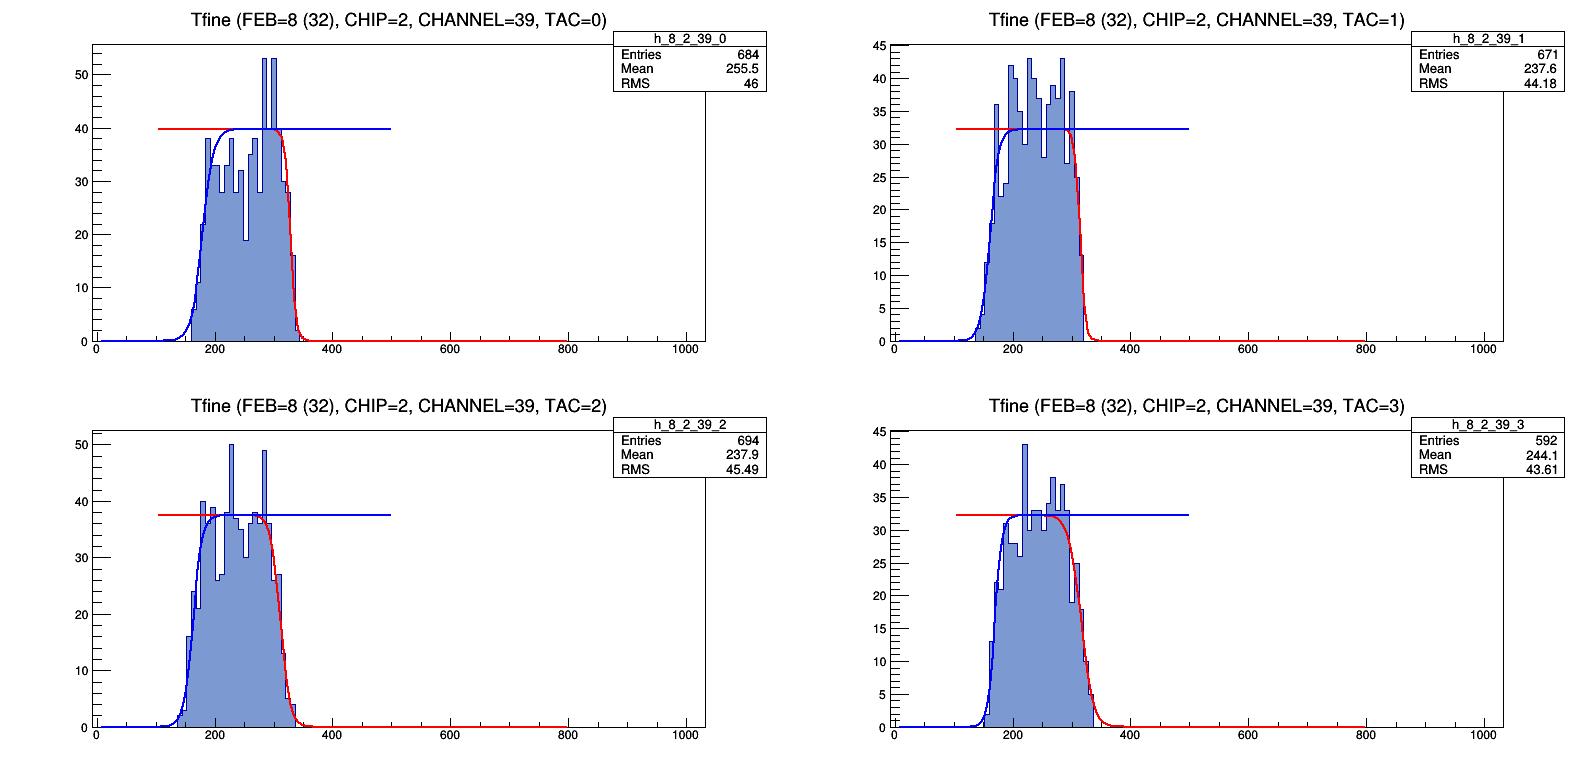 Tfine (FEB=8 (32), CHIP=2, CHANNEL=39, TAC=0)
h_8_2_39_0
Entries 684
Mean 255.5
RMS 46
50
40
30
20
10
0
0 200 400 600 800 1000
Tfine (FEB=8 (32), CHIP=2, CHANNEL=39, TAC=1)
h_8_2_39_1
Entries 671
Mean 237.6
RMS 44.18
45
40
35
30
25
20
15
10
5
0
0 200 400 600 800 1000
Tfine (FEB=8 (32), CHIP=2, CHANNEL=39, TAC=2)
h_8_2_39_2
Entries 694
Mean 237.9
RMS 45.49
50
40
30
20
10
0
0 200 400 600 800 1000
Tfine (FEB=8 (32), CHIP=2, CHANNEL=39, TAC=3)
h_8_2_39_3
Entries 592
Mean 244.1
RMS 43.61
45
40
35
30
25
20
15
10
5
0
0 200 400 600 800 1000